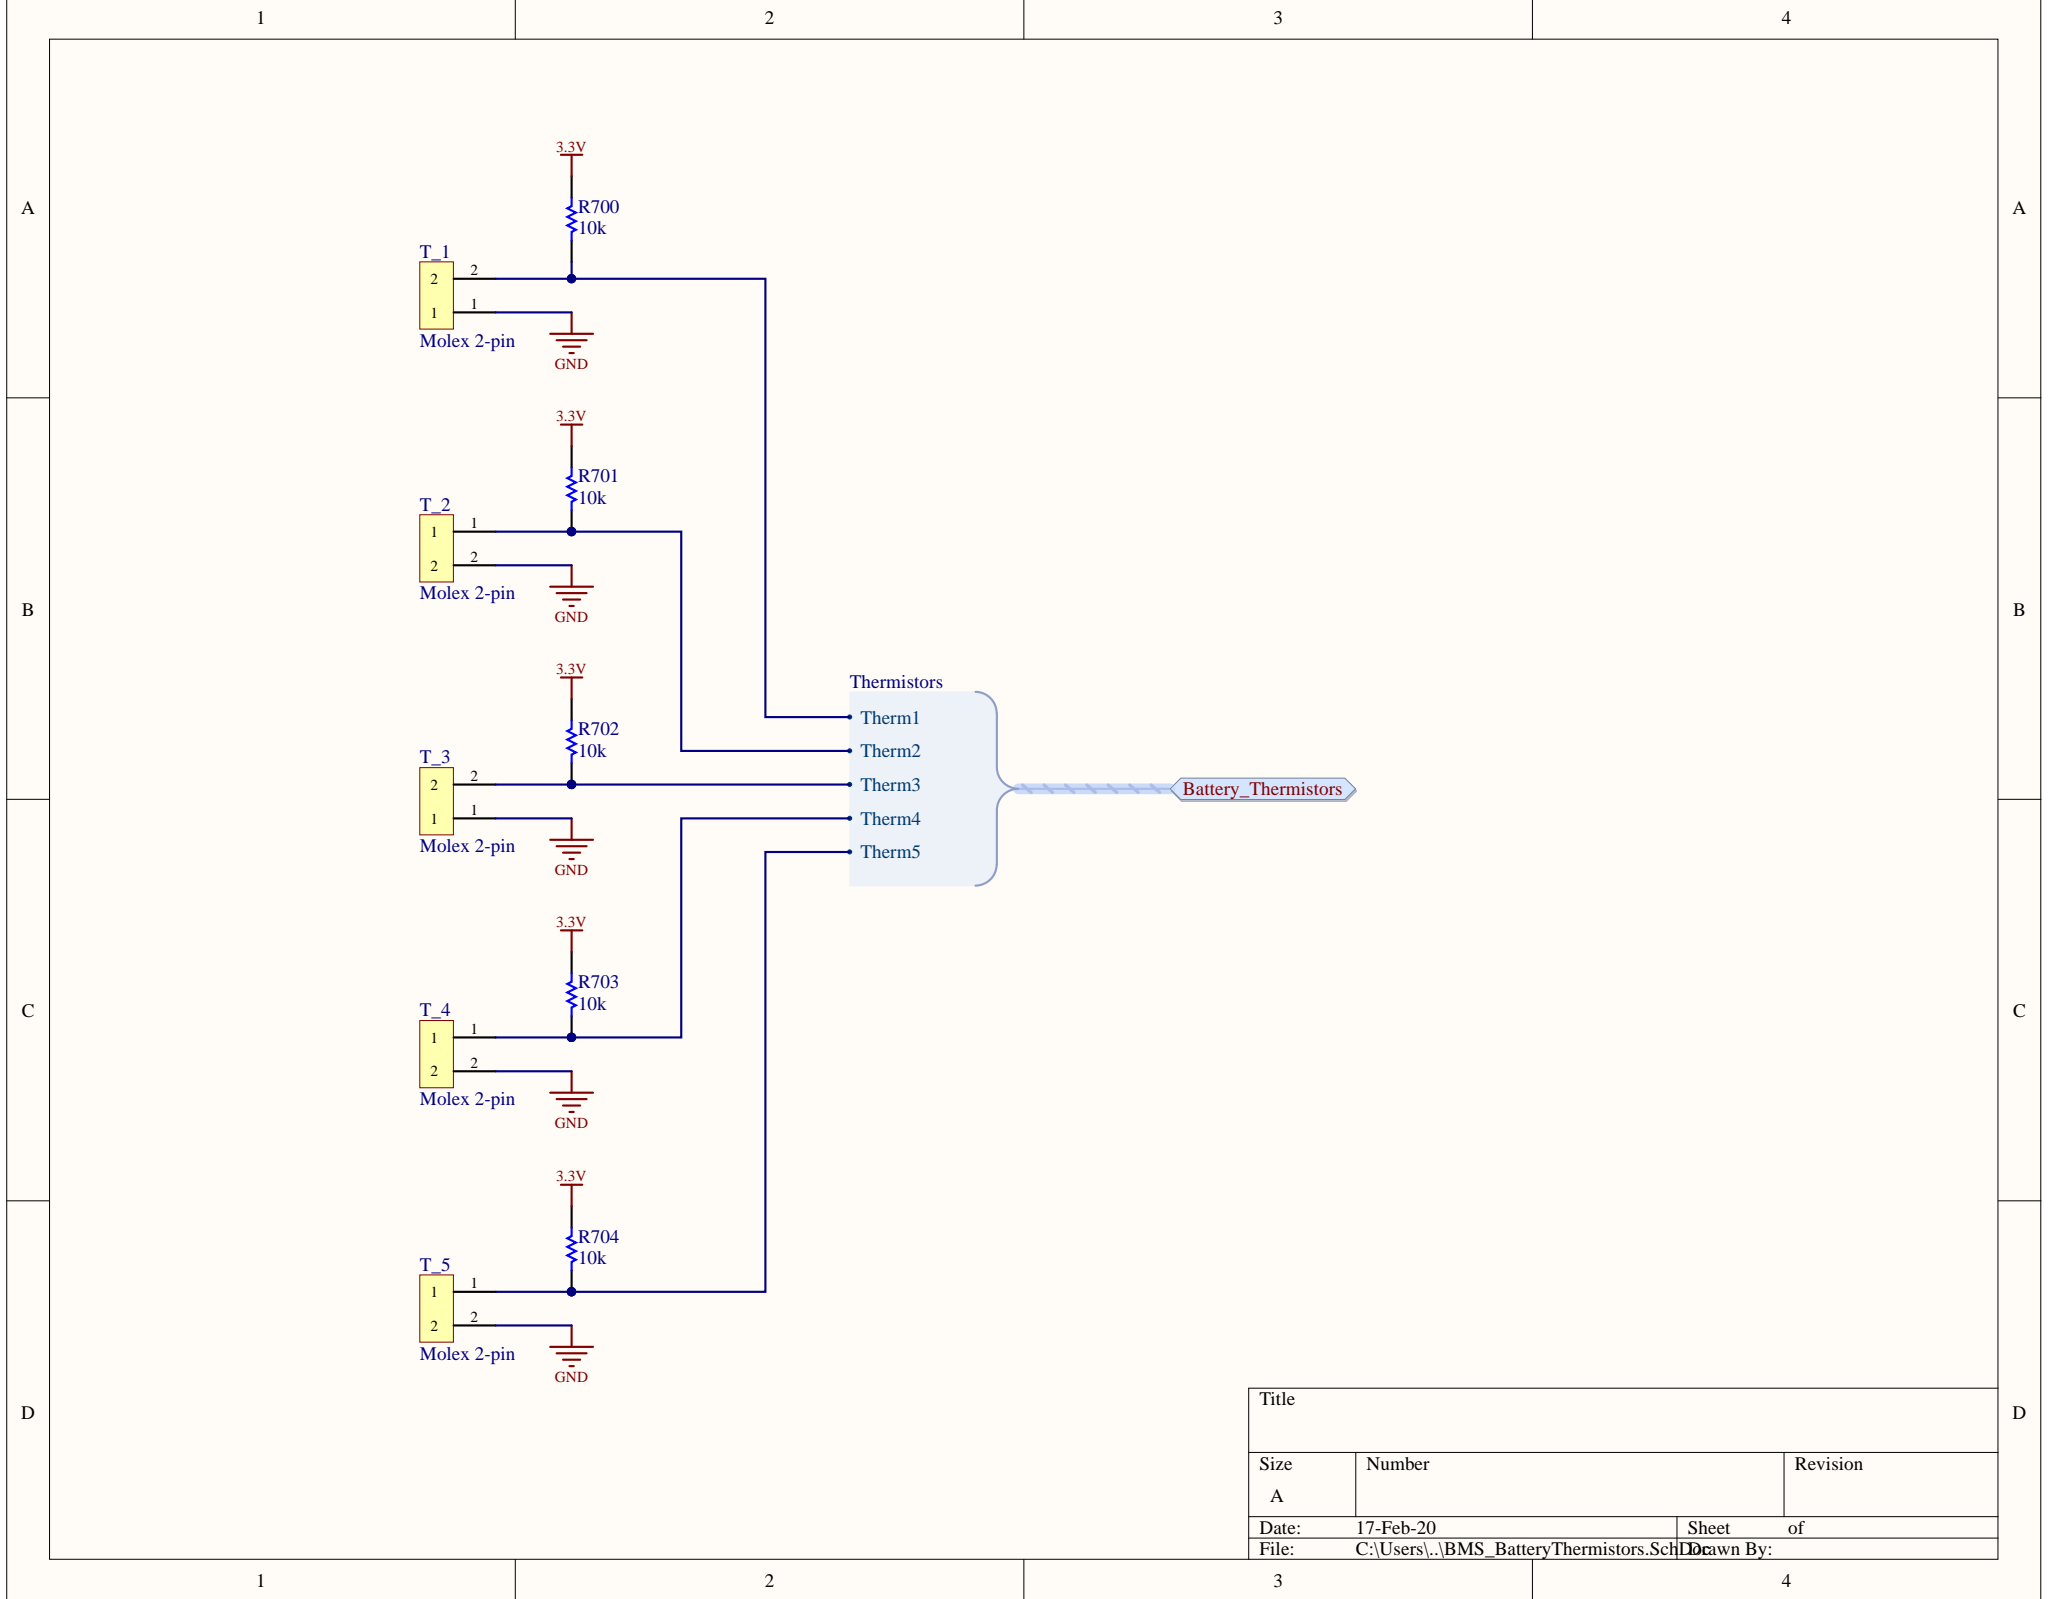 1 2 3 4
A A
3.3V
R700
10k
T_1
2 2
1 1
Molex 2-pin
GND
3.3V
R701
10k
T_2
1 1
2 2
Molex 2-pin
GND
B B
3.3V
R702
10k
T_3
2 2
1 1
Molex 2-pin
GND
Thermistors
Therm1
Therm2
Therm3
Therm4
Therm5
Battery_Thermistors
3.3V
R703
10k
T_4
1 1
2 2
Molex 2-pin
GND
C C
3.3V
R704
10k
T_5
1 1
2 2
Molex 2-pin
GND
D D
Title
Size Number Revision
A
Date: 17-Feb-20 Sheet of
File: C:\Users\..\BMS_BatteryThermistors.SchDoc Drawn By:
1 2 3 4